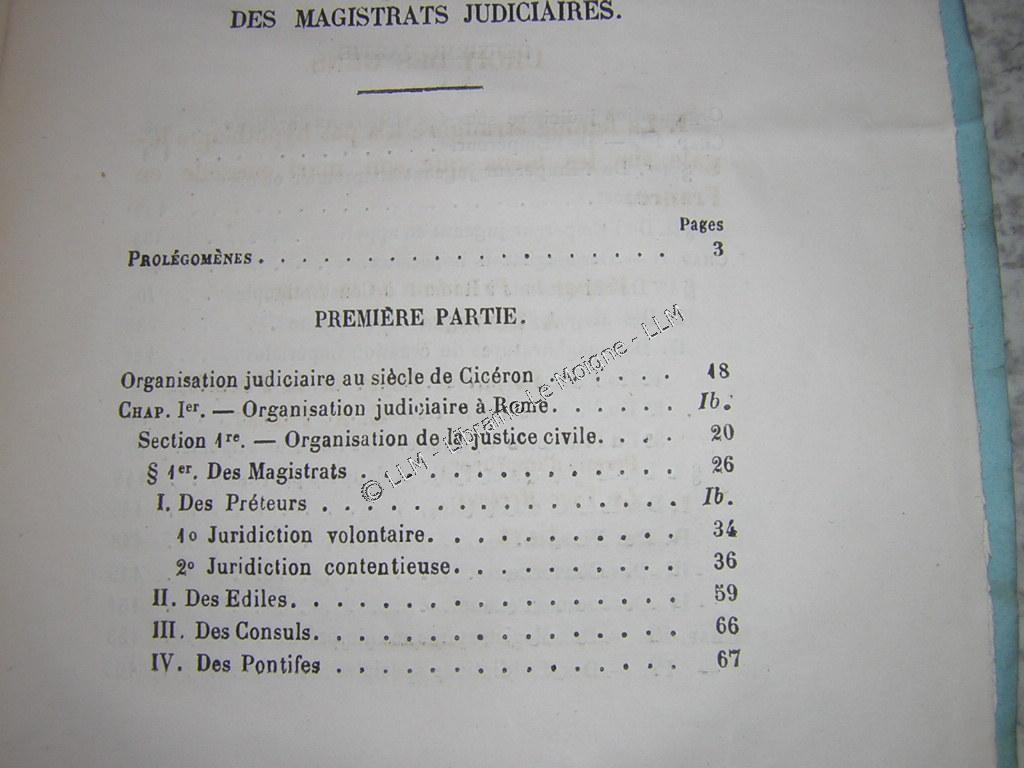 DES MAGISTRATS JUDICIAIRES.
Pages
PROLÉGOMÈNES . . . . . . . . . . . . . . . . . . 3
PREMIÈRE PARTIE.
Organisation judiciaire au siècle de Cicéron . . . . . . 18
CHAP. Ier. — Organisation judiciaire à Rome. . . . . . . Ib.
Section 1re. — Organisation de la justice civile. . . . 20
§ 1er. Des Magistrats . . . . . . . . . . . . . 26
I. Des Préteurs . . . . . . . . . . . . . . . Ib.
1o Juridiction volontaire. . . . . . . . . . . 34
2o Juridiction contentieuse. . . . . . . . . . 36
II. Des Ediles. . . . . . . . . . . . . . . . 59
III. Des Consuls. . . . . . . . . . . . . . . 66
IV. Des Pontifes . . . . . . . . . . . . . . 67
© LLM - Librairie Le Moigne - LLM